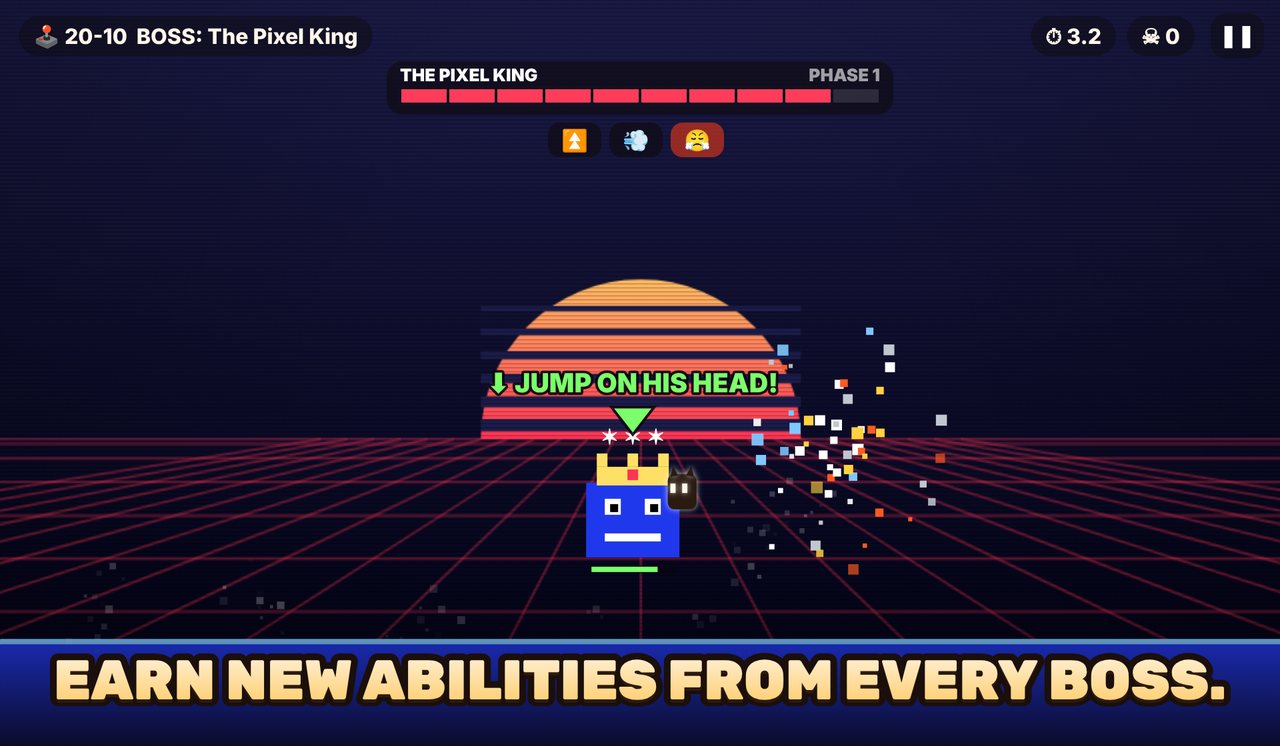 🕹️ 20-10 BOSS: The Pixel King
⏱ 3.2
☠ 0
THE PIXEL KING PHASE 1
⬇ JUMP ON HIS HEAD!
EARN NEW ABILITIES FROM EVERY BOSS.